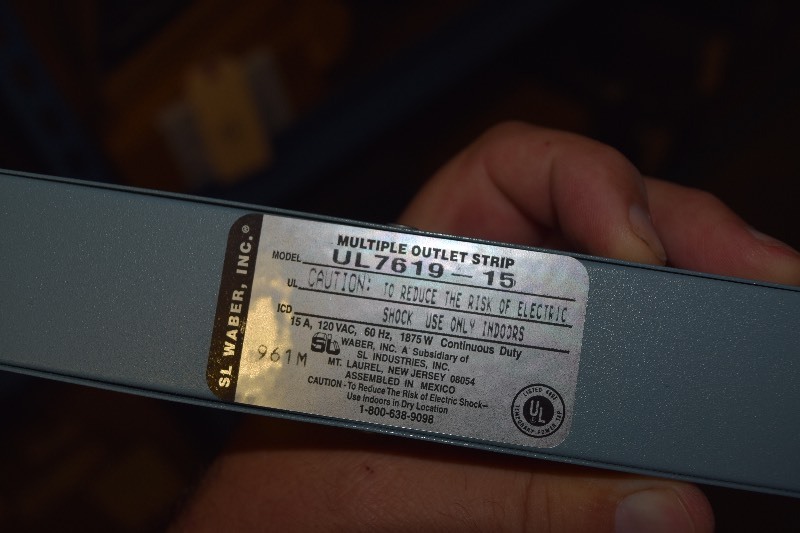 SL WABER, INC.®
MULTIPLE OUTLET STRIP
MODEL UL7619-15
UL CAUTION: TO REDUCE THE RISK OF ELECTRIC
ICD SHOCK USE ONLY INDO3RS
15 A, 120 VAC, 60 Hz, 1875 W Continuous Duty
961M
SL WABER, INC. A Subsidiary of
SL INDUSTRIES, INC.
MT. LAUREL, NEW JERSEY 08054
ASSEMBLED IN MEXICO
CAUTION - To Reduce The Risk of Electric Shock—
Use Indoors in Dry Location
1-800-638-9098
LISTED
UL